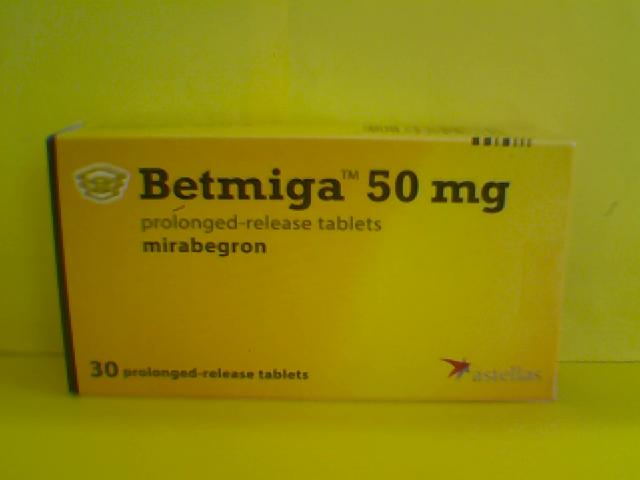 Betmiga™ 50 mg
prolonged-release tablets
mirabegron
30 prolonged-release tablets
astellas